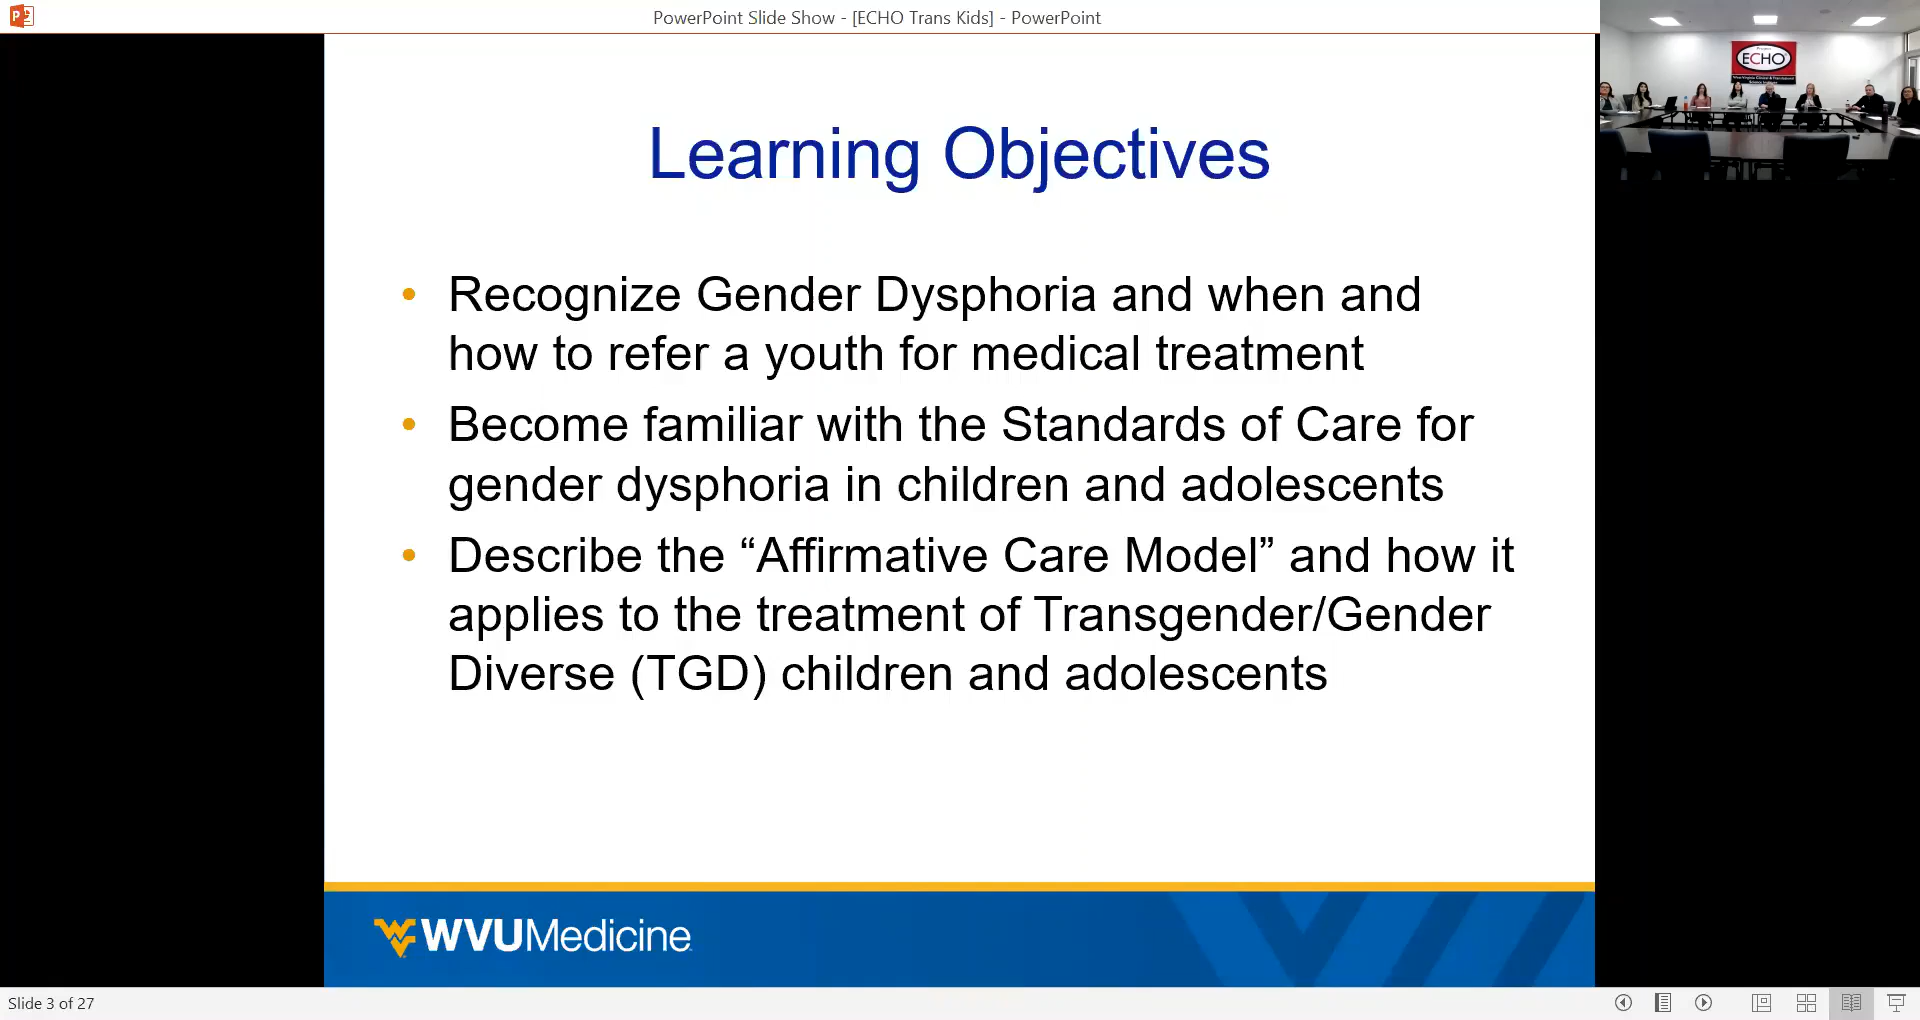 PowerPoint Slide Show - [ECHO Trans Kids] - PowerPoint
ECHO
Learning Objectives
• Recognize Gender Dysphoria and when and
how to refer a youth for medical treatment
• Become familiar with the Standards of Care for
gender dysphoria in children and adolescents
• Describe the “Affirmative Care Model” and how it
applies to the treatment of Transgender/Gender
Diverse (TGD) children and adolescents
WVUMedicine
Slide 3 of 27